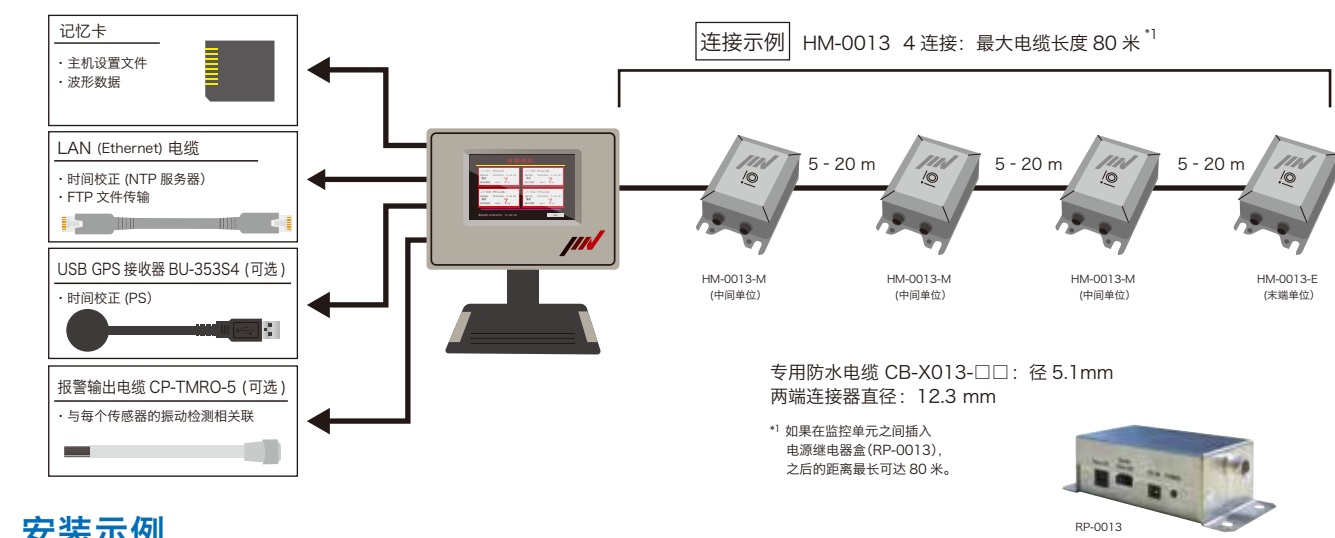 记忆卡
· 主机设置文件
· 波形数据
LAN (Ethernet) 电缆
· 时间校正 (NTP 服务器)
· FTP 文件传输
USB GPS 接收器 BU-353S4 (可选)
· 时间校正 (PS)
报警输出电缆 CP-TMRO-5 (可选)
· 与每个传感器的振动检测相关联
连接示例 HM-0013 4 连接：最大电缆长度 80 米 *1
5 - 20 m 5 - 20 m 5 - 20 m
HM-0013-M
(中间单位)
HM-0013-M
(中间单位)
HM-0013-M
(中间单位)
HM-0013-E
(末端单位)
专用防水电缆 CB-X013-□□：径 5.1mm
两端连接器直径：12.3 mm
*1 如果在监控单元之间插入
电源继电器盒(RP-0013)，
之后的距离最长可达 80 米。
RP-0013
安装示例